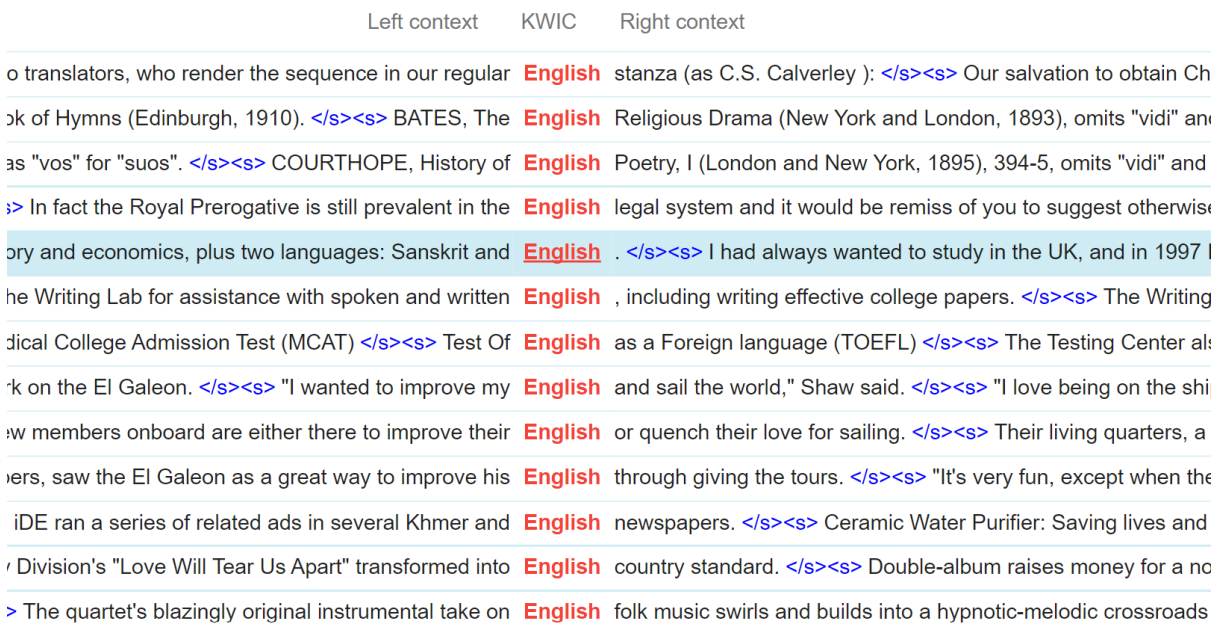 Left context KWIC Right context
o translators, who render the sequence in our regular English stanza (as C.S. Calverley ): </s><s> Our salvation to obtain Ch
ok of Hymns (Edinburgh, 1910). </s><s> BATES, The English Religious Drama (New York and London, 1893), omits "vidi" and
as "vos" for "suos". </s><s> COURTHOPE, History of English Poetry, I (London and New York, 1895), 394-5, omits "vidi" and
s> In fact the Royal Prerogative is still prevalent in the English legal system and it would be remiss of you to suggest otherwise
ory and economics, plus two languages: Sanskrit and English . </s><s> I had always wanted to study in the UK, and in 1997 I
he Writing Lab for assistance with spoken and written English , including writing effective college papers. </s><s> The Writing
dical College Admission Test (MCAT) </s><s> Test Of English as a Foreign language (TOEFL) </s><s> The Testing Center als
rk on the El Galeon. </s><s> "I wanted to improve my English and sail the world," Shaw said. </s><s> "I love being on the ship
ew members onboard are either there to improve their English or quench their love for sailing. </s><s> Their living quarters, a
bers, saw the El Galeon as a great way to improve his English through giving the tours. </s><s> "It's very fun, except when the
iDE ran a series of related ads in several Khmer and English newspapers. </s><s> Ceramic Water Purifier: Saving lives and
y Division's "Love Will Tear Us Apart" transformed into English country standard. </s><s> Double-album raises money for a no
> The quartet's blazingly original instrumental take on English folk music swirls and builds into a hypnotic-melodic crossroads